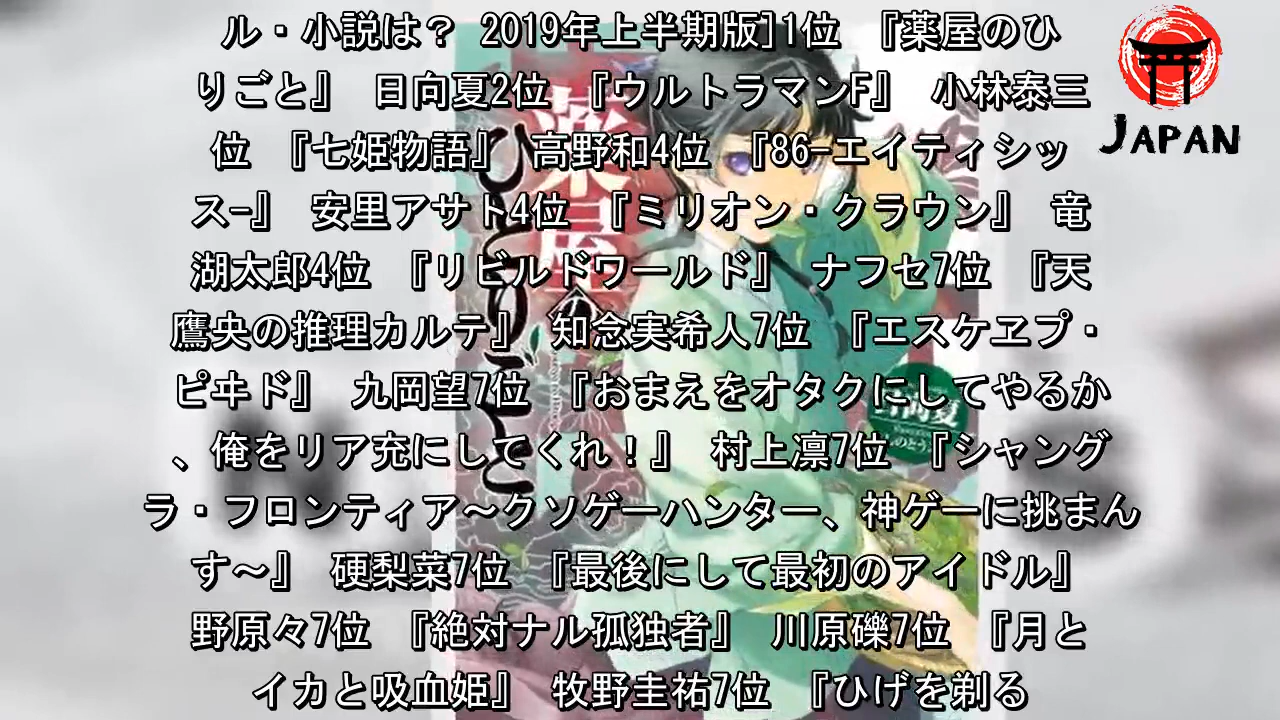 ル・小説は？ 2019年上半期版]1位 『薬屋のひ
りごと』 日向夏2位 『ウルトラマンF』 小林泰三
位 『七姫物語』 高野和4位 『86-エイティシッ
ス-』 安里アサト4位 『ミリオン・クラウン』 竜
湖太郎4位 『リビルドワールド』 ナフセ7位 『天
鷹央の推理カルテ』 知念実希人7位 『エスケヱプ・
ピヰド』 九岡望7位 『おまえをオタクにしてやるか
、俺をリア充にしてくれ！』 村上凛7位 『シャング
ラ・フロンティア～クソゲーハンター、神ゲーに挑まん
す～』 硬梨菜7位 『最後にして最初のアイドル』
野原々7位 『絶対ナル孤独者』 川原礫7位 『月と
イカと吸血姫』 牧野圭祐7位 『ひげを剃る
JAPAN
薬屋の
ひとりごと